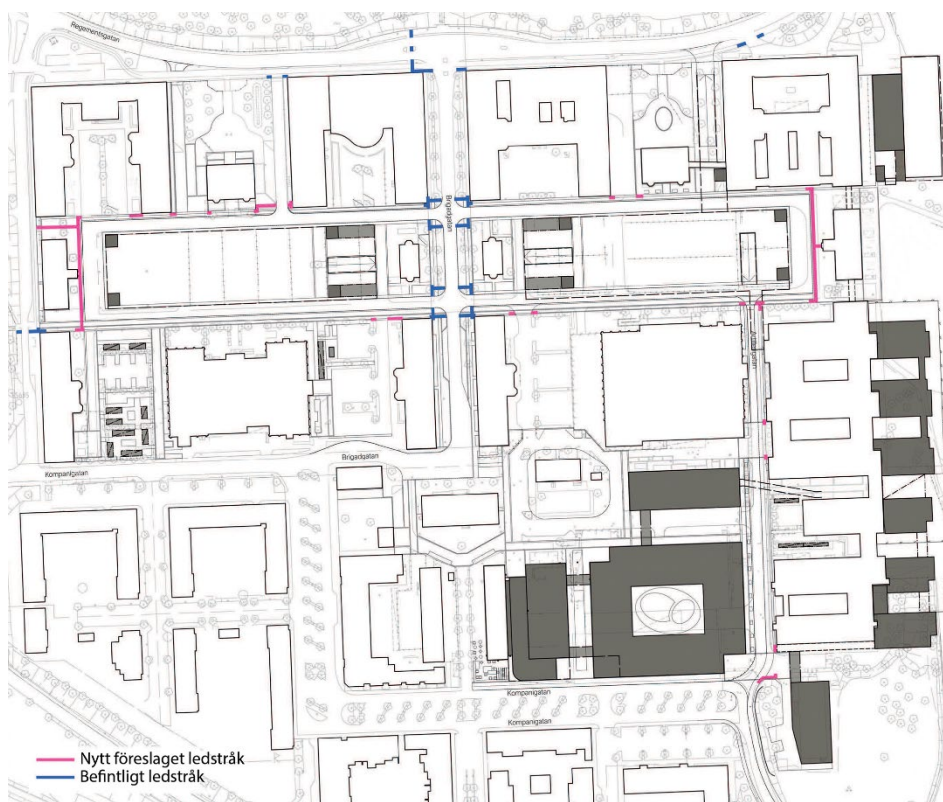 Regementsgatan
Brigadgatan
Kompanigatan
Brigadgatan
Kompanigatan
Kompanigatan
Nytt föreslaget ledstråk
Befintligt ledstråk